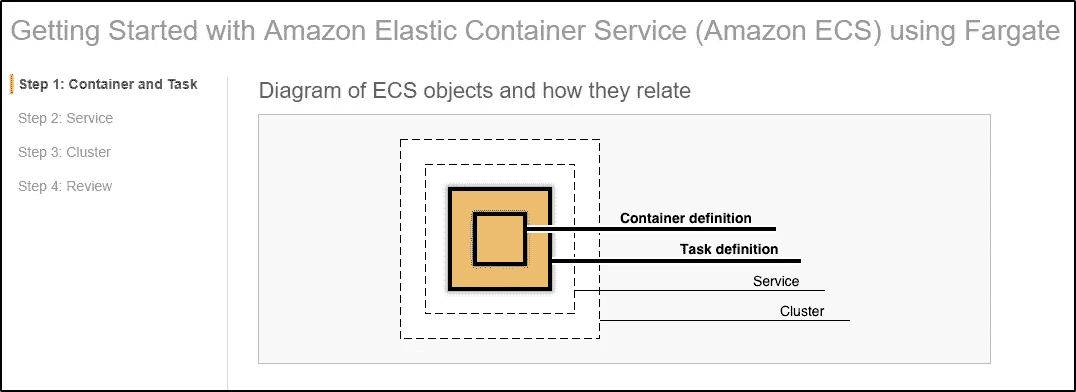 Getting Started with Amazon Elastic Container Service (Amazon ECS) using Fargate
Step 1: Container and Task
Step 2: Service
Step 3: Cluster
Step 4: Review
Diagram of ECS objects and how they relate
Container definition
Task definition
Service
Cluster